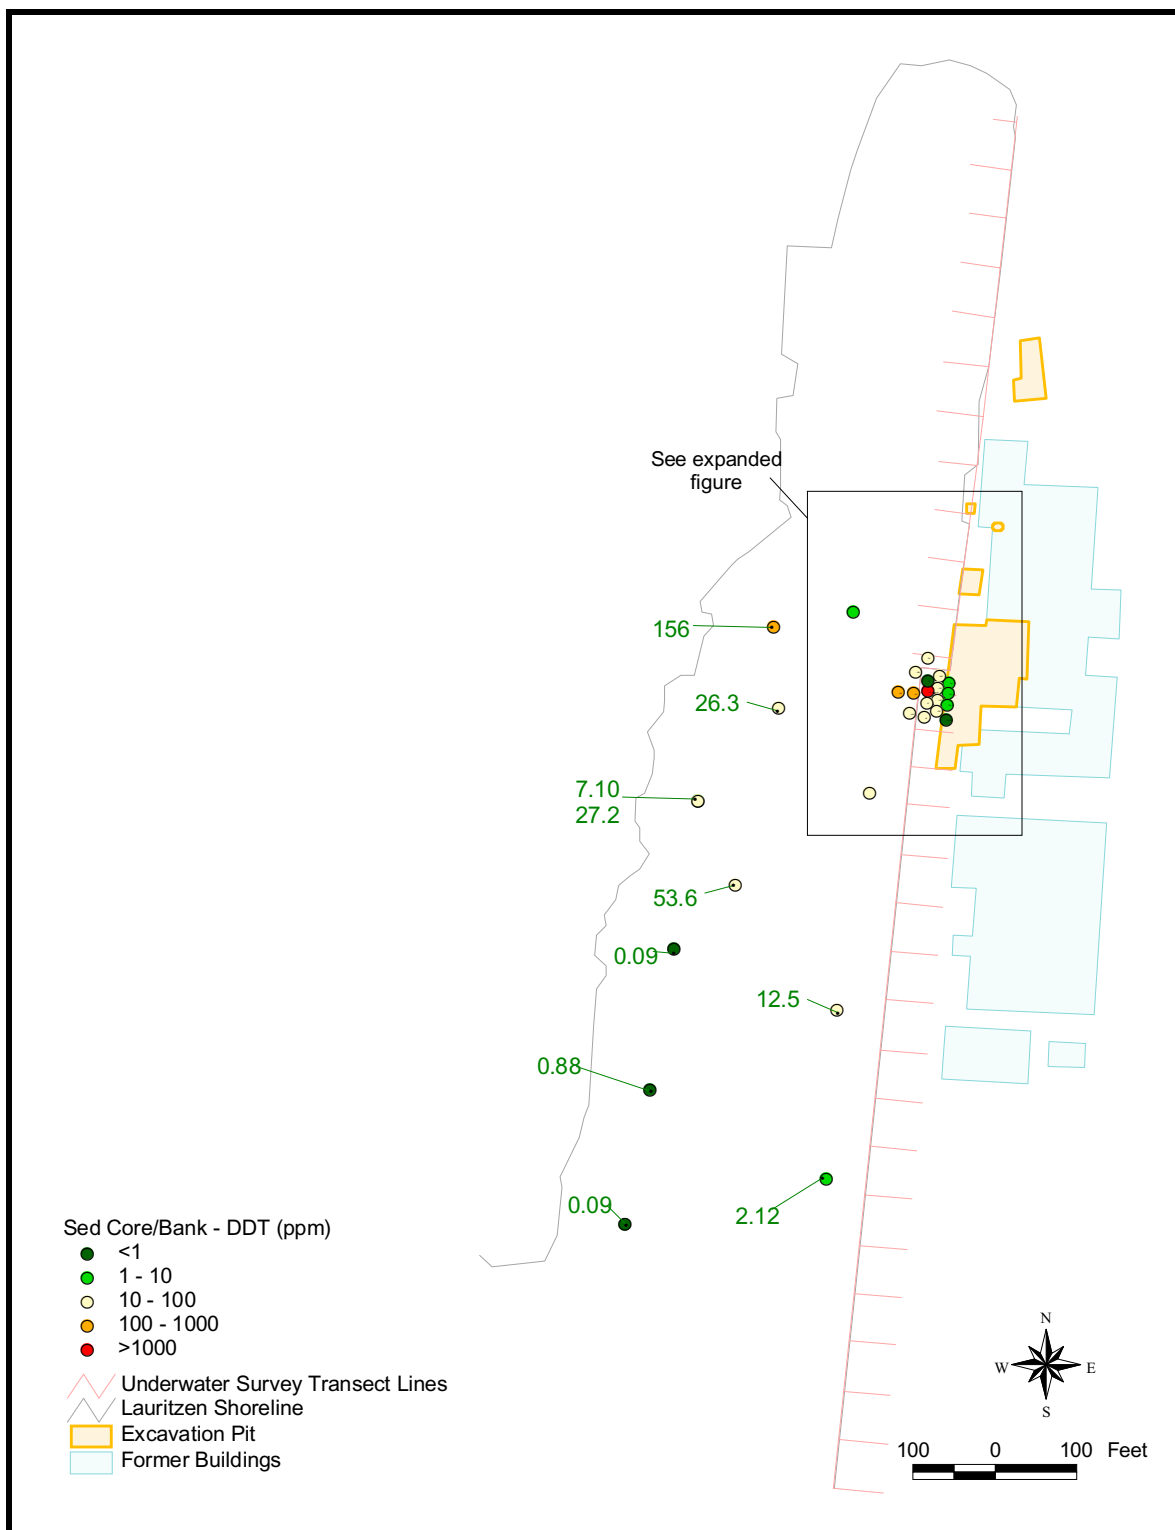 See expanded
figure
156
26.3
7.10
27.2
53.6
0.09
12.5
0.88
0.09
2.12
Sed Core/Bank - DDT (ppm)
<1
1 - 10
10 - 100
100 - 1000
>1000
Underwater Survey Transect Lines
Lauritzen Shoreline
Excavation Pit
Former Buildings
N
W E
S
100 0 100 Feet